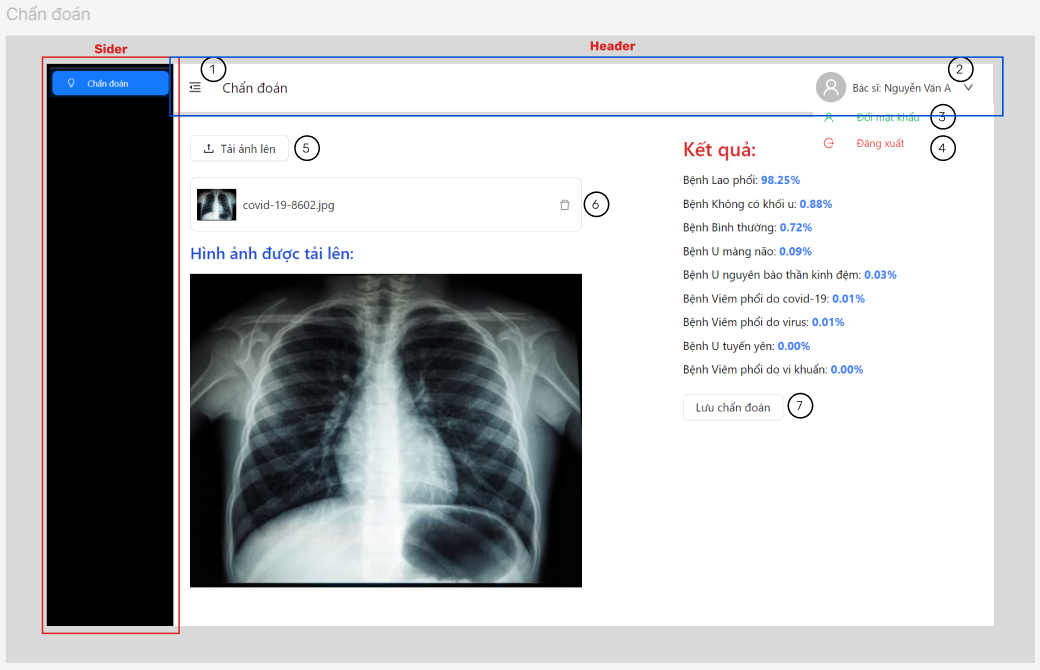 Chẩn đoán
Sider
Header
Chẩn đoán
1
Chẩn đoán
2
Bác sĩ: Nguyễn Văn A
Đổi mật khẩu
3
Đăng xuất
4
Tải ảnh lên
5
covid-19-8602.jpg
6
Hình ảnh được tải lên:
Kết quả:
Bệnh Lao phổi: 98.25%
Bệnh Không có khối u: 0.88%
Bệnh Bình thường: 0.72%
Bệnh U màng não: 0.09%
Bệnh U nguyên bào thần kinh đệm: 0.03%
Bệnh Viêm phổi do covid-19: 0.01%
Bệnh Viêm phổi do virus: 0.01%
Bệnh U tuyến yên: 0.00%
Bệnh Viêm phổi do vi khuẩn: 0.00%
Lưu chẩn đoán
7